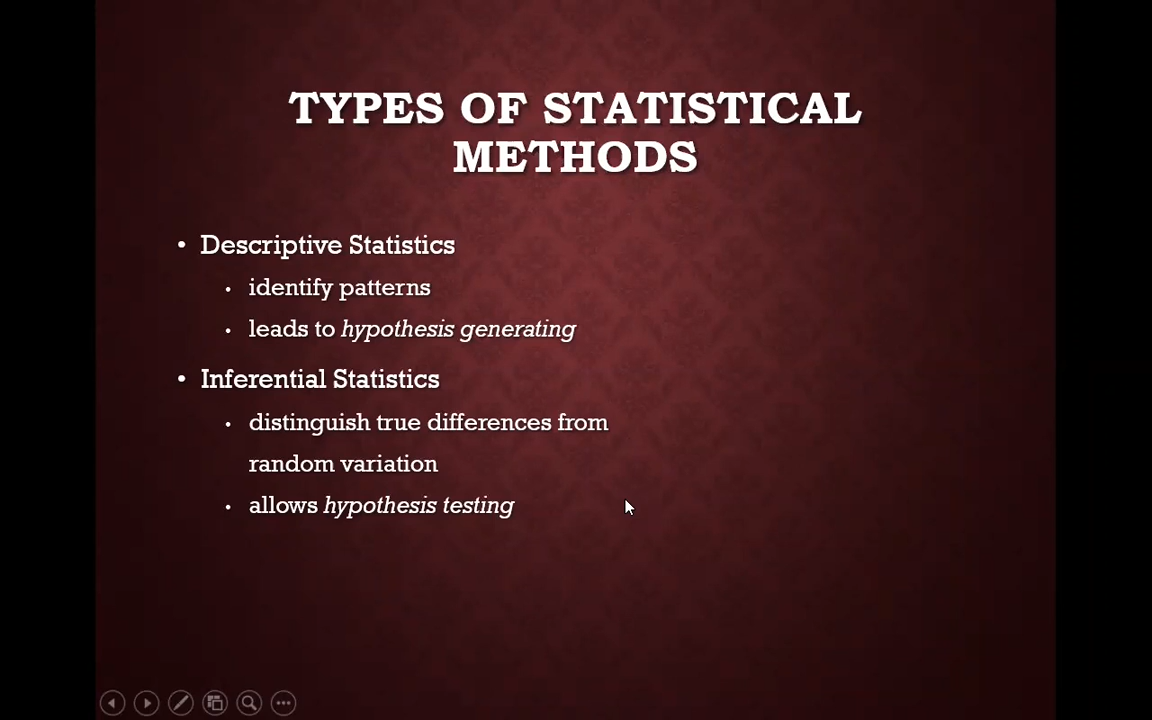 TYPES OF STATISTICAL
METHODS
• Descriptive Statistics
• identify patterns
• leads to hypothesis generating
• Inferential Statistics
• distinguish true differences from
random variation
• allows hypothesis testing